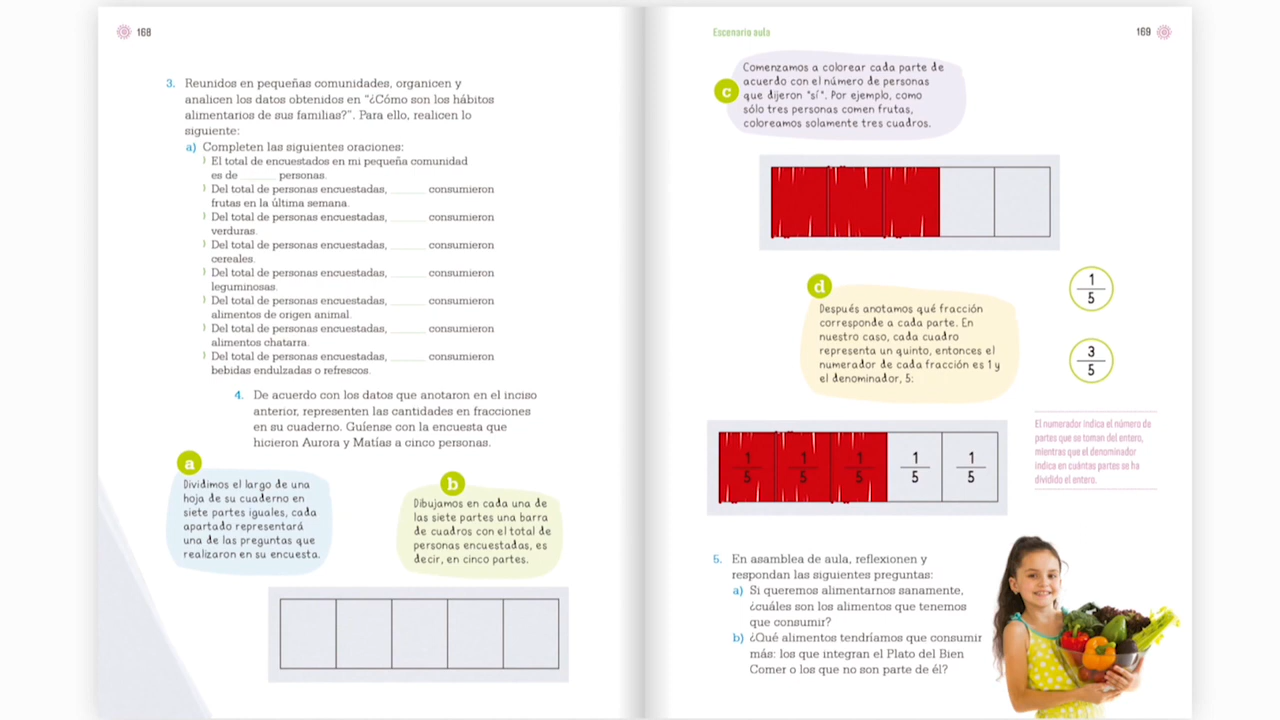 168
3. Reunidos en pequeñas comunidades, organicen y
analicen los datos obtenidos en "¿Cómo son los hábitos
alimentarios de sus familias?". Para ello, realicen lo
siguiente:
a) Completen las siguientes oraciones:
El total de encuestados en mi pequeña comunidad
es de ______ personas.
Del total de personas encuestadas, ______ consumieron
frutas en la última semana.
Del total de personas encuestadas, ______ consumieron
verduras.
Del total de personas encuestadas, ______ consumieron
cereales.
Del total de personas encuestadas, ______ consumieron
leguminosas.
Del total de personas encuestadas, ______ consumieron
alimentos de origen animal.
Del total de personas encuestadas, ______ consumieron
alimentos chatarra.
Del total de personas encuestadas, ______ consumieron
bebidas endulzadas o refrescos.
4. De acuerdo con los datos que anotaron en el inciso
anterior, representen las cantidades en fracciones
en su cuaderno. Guíense con la encuesta que
hicieron Aurora y Matías a cinco personas.
a
Dividimos el largo de una
hoja de su cuaderno en
siete partes iguales, cada
apartado representará
una de las preguntas que
realizaron en su encuesta.
b
Dibujamos en cada una de
las siete partes una barra
de cuadros con el total de
personas encuestadas, es
decir, en cinco partes.
Escenario aula
169
c
Comenzamos a colorear cada parte de
acuerdo con el número de personas
que dijeron "sí". Por ejemplo, como
sólo tres personas comen frutas,
coloreamos solamente tres cuadros.
d
Después anotamos qué fracción
corresponde a cada parte. En
nuestro caso, cada cuadro
representa un quinto, entonces el
numerador de cada fracción es 1 y
el denominador, 5:
1
5
3
5
El numerador indica el número de
partes que se toman del entero,
mientras que el denominador
indica en cuántas partes se ha
dividido el entero.
1 1 1 1 1
5 5 5 5 5
5. En asamblea de aula, reflexionen y
respondan las siguientes preguntas:
a) Si queremos alimentarnos sanamente,
¿cuáles son los alimentos que tenemos
que consumir?
b) ¿Qué alimentos tendríamos que consumir
más: los que integran el Plato del Bien
Comer o los que no son parte de él?